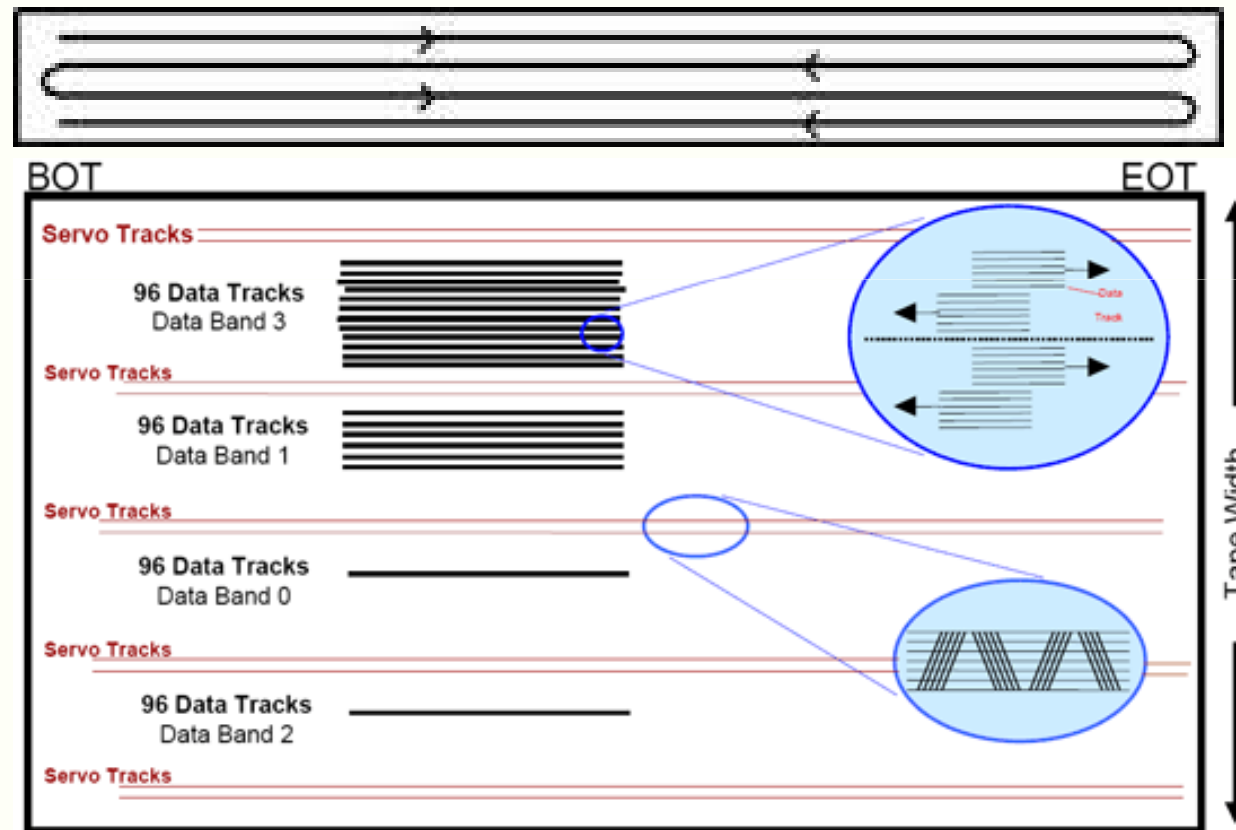 BOT
EOT
Servo Tracks
96 Data Tracks
Data Band 3
Data
Track
Servo Tracks
96 Data Tracks
Data Band 1
Servo Tracks
96 Data Tracks
Data Band 0
Servo Tracks
96 Data Tracks
Data Band 2
Servo Tracks
Tape Width